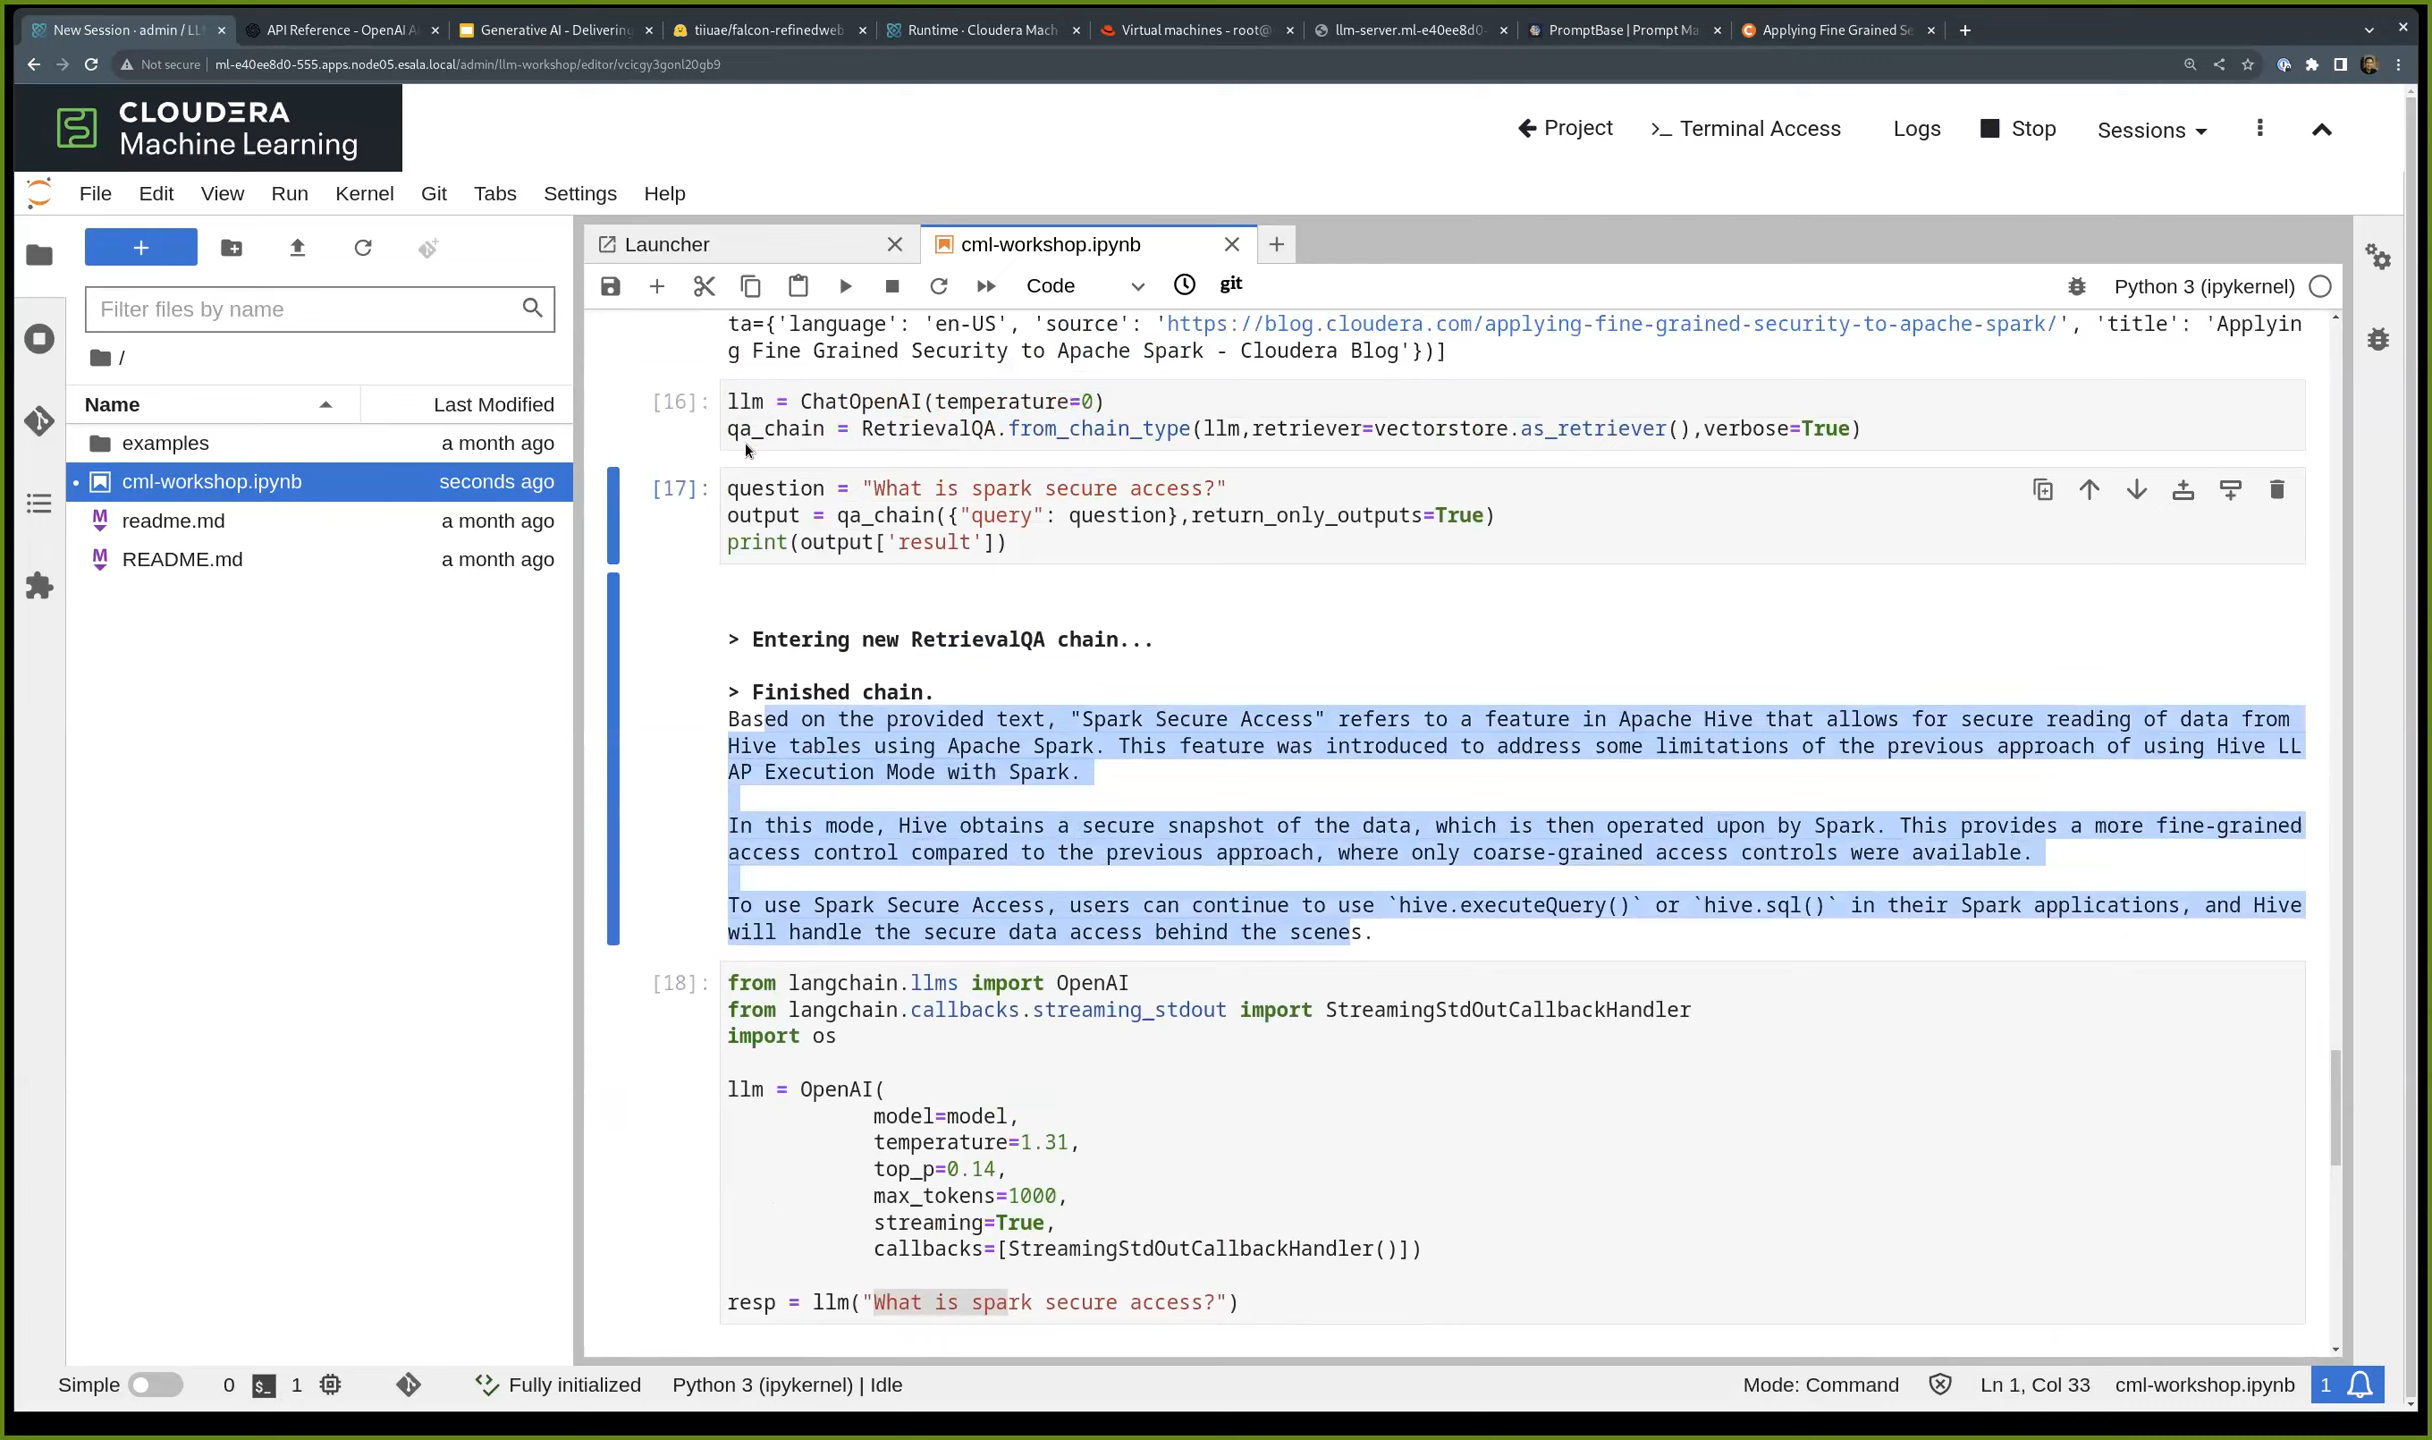 New Session · admin / LL
API Reference - OpenAI A
Generative AI - Delivering
tiiuae/falcon-refinedweb
Runtime · Cloudera Mach
Virtual machines - root@
llm-server.ml-e40ee8d0-
PromptBase | Prompt Ma
Applying Fine Grained Se
Not secure ml-e40ee8d0-555.apps.node05.esala.local/admin/llm-workshop/editor/vcicgy3gonl20gb9
CLOUDERA
Machine Learning
Project
>_ Terminal Access
Logs
Stop
Sessions
File Edit View Run Kernel Git Tabs Settings Help
Launcher
cml-workshop.ipynb
Code
git
Python 3 (ipykernel)
Filter files by name
/
Name Last Modified
examples a month ago
cml-workshop.ipynb seconds ago
readme.md a month ago
README.md a month ago
ta={'language': 'en-US', 'source': 'https://blog.cloudera.com/applying-fine-grained-security-to-apache-spark/', 'title': 'Applyin
g Fine Grained Security to Apache Spark - Cloudera Blog'})]
[16]: llm = ChatOpenAI(temperature=0)
qa_chain = RetrievalQA.from_chain_type(llm,retriever=vectorstore.as_retriever(),verbose=True)
[17]: question = "What is spark secure access?"
output = qa_chain({"query": question},return_only_outputs=True)
print(output['result'])
> Entering new RetrievalQA chain...
> Finished chain.
Based on the provided text, "Spark Secure Access" refers to a feature in Apache Hive that allows for secure reading of data from
Hive tables using Apache Spark. This feature was introduced to address some limitations of the previous approach of using Hive LL
AP Execution Mode with Spark.
In this mode, Hive obtains a secure snapshot of the data, which is then operated upon by Spark. This provides a more fine-grained
access control compared to the previous approach, where only coarse-grained access controls were available.
To use Spark Secure Access, users can continue to use `hive.executeQuery()` or `hive.sql()` in their Spark applications, and Hive
will handle the secure data access behind the scenes.
[18]: from langchain.llms import OpenAI
from langchain.callbacks.streaming_stdout import StreamingStdOutCallbackHandler
import os
llm = OpenAI(
model=model,
temperature=1.31,
top_p=0.14,
max_tokens=1000,
streaming=True,
callbacks=[StreamingStdOutCallbackHandler()])
resp = llm("What is spark secure access?")
Simple 0 1 Fully initialized Python 3 (ipykernel) | Idle Mode: Command Ln 1, Col 33 cml-workshop.ipynb 1